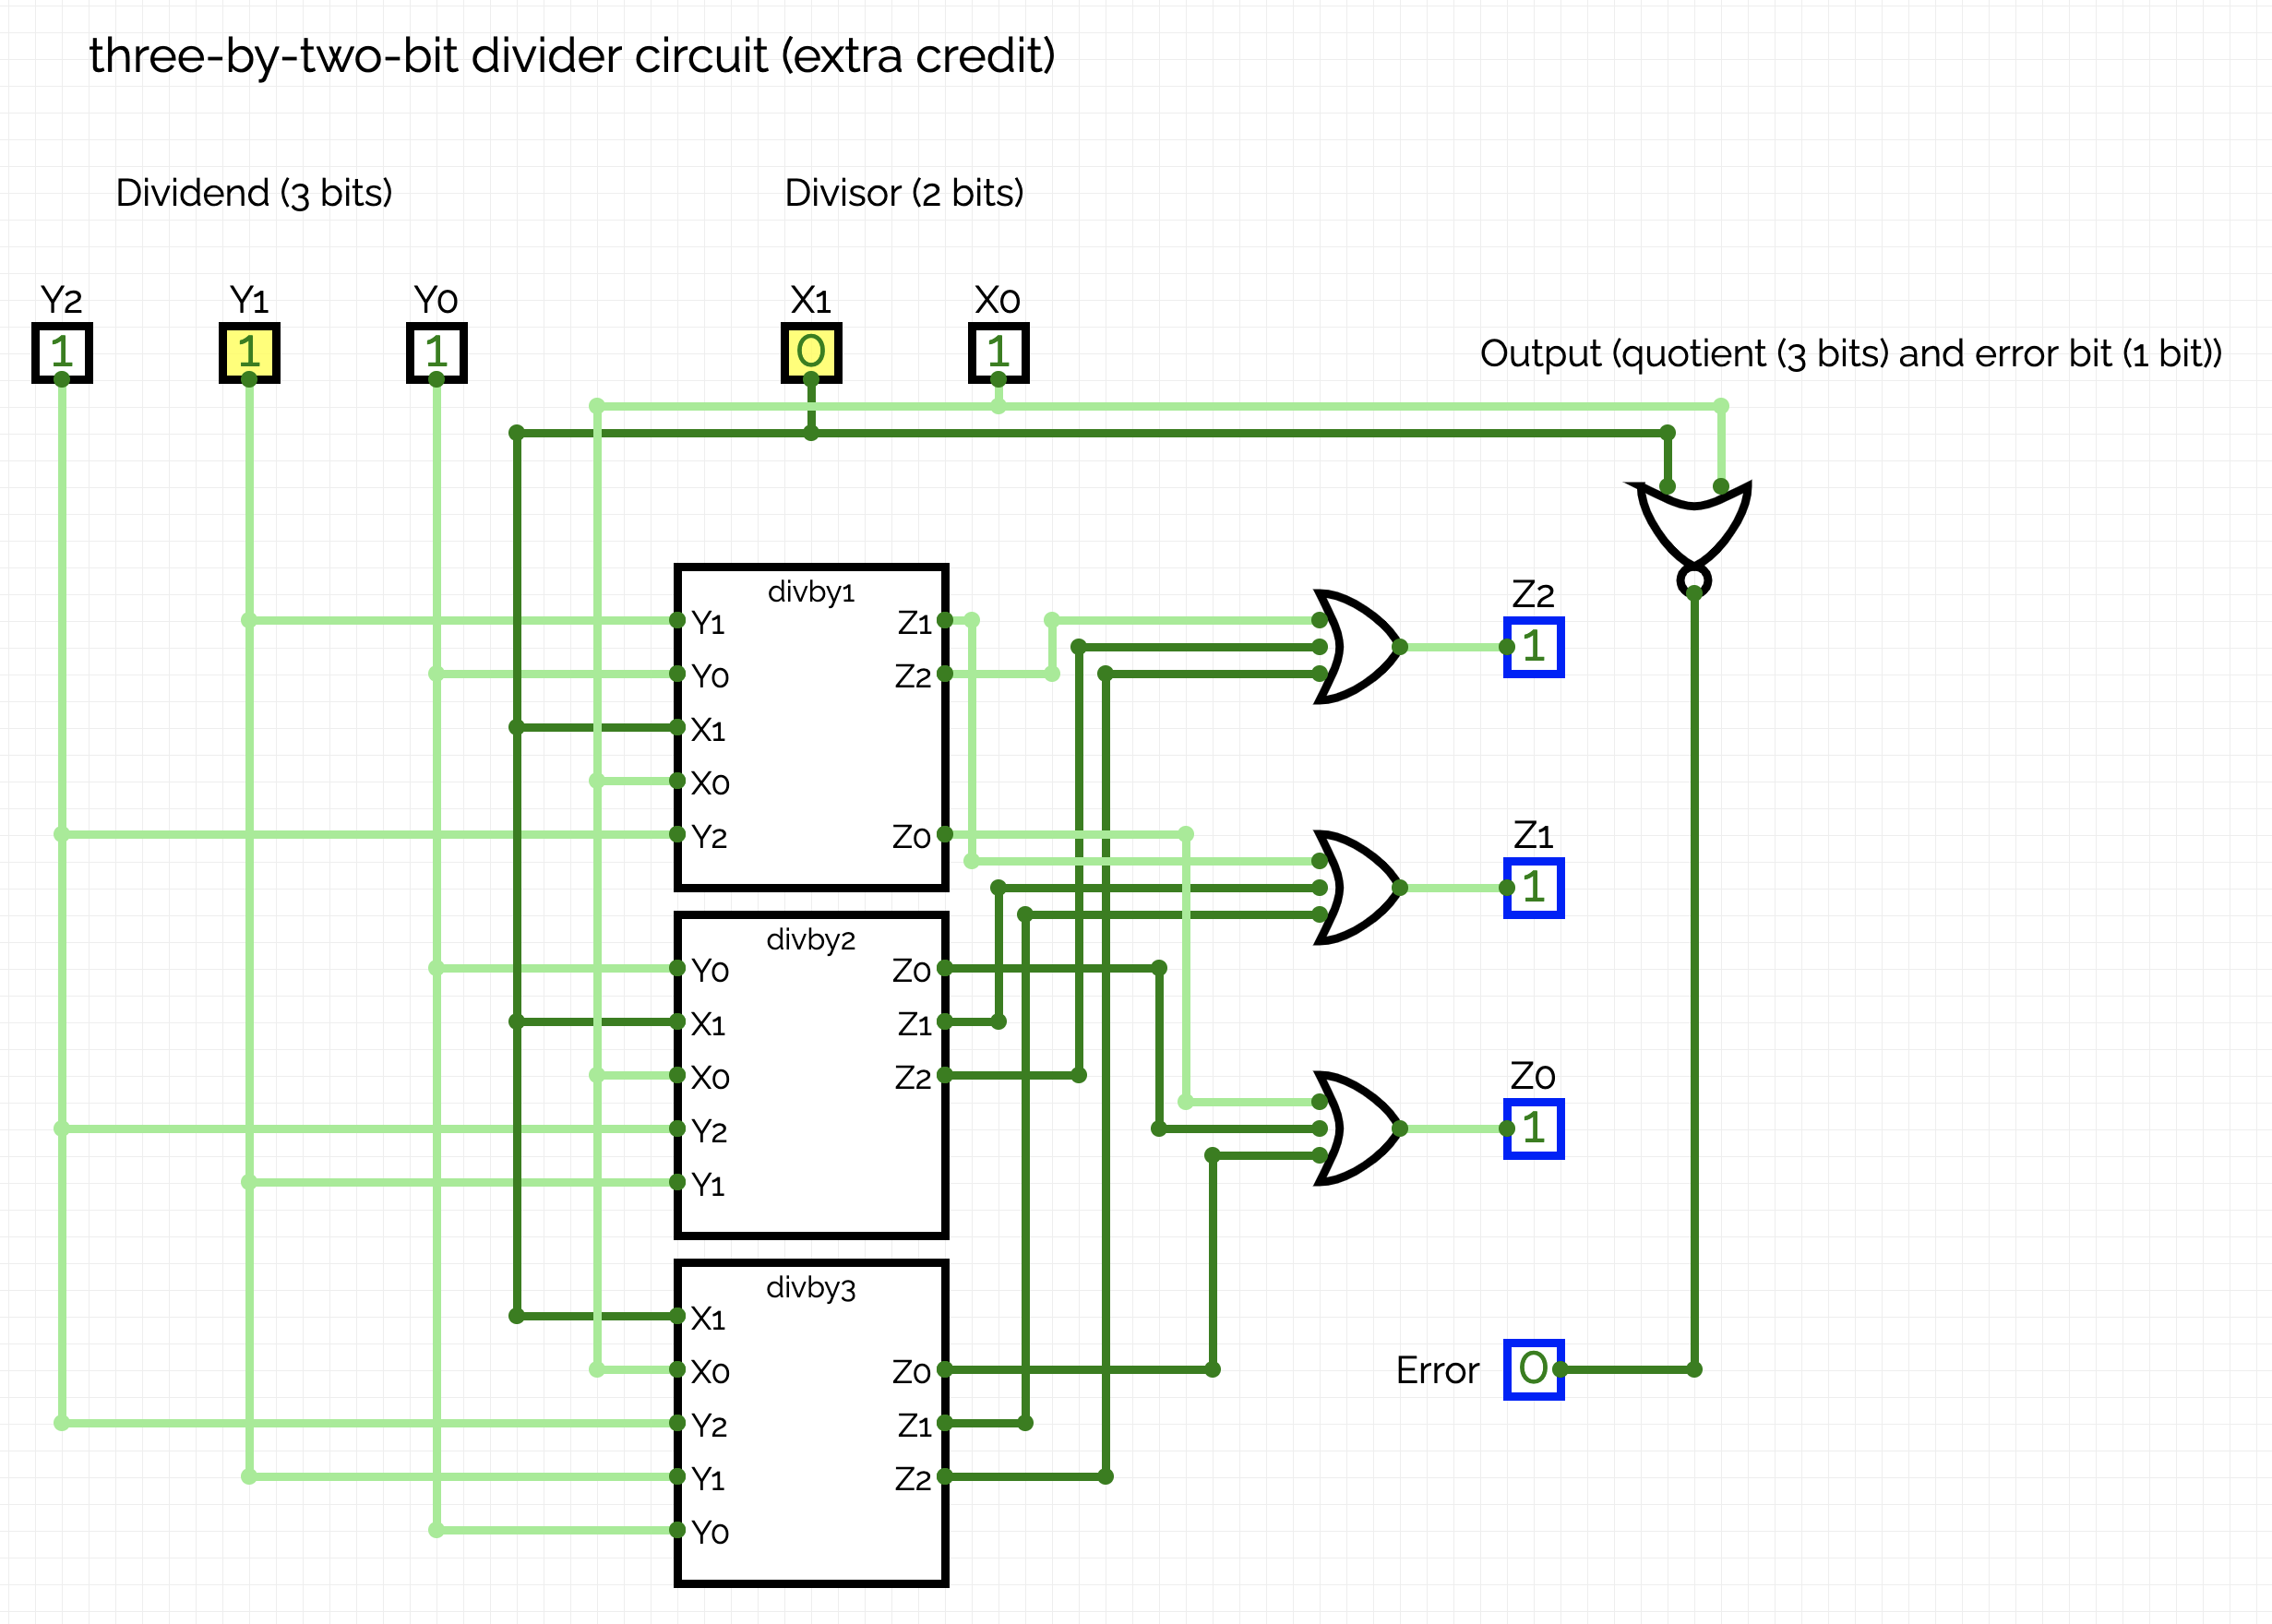 three-by-two-bit divider circuit (extra credit)
Dividend (3 bits)
Divisor (2 bits)
Y2
Y1
Y0
X1
X0
1
1
1
0
1
Output (quotient (3 bits) and error bit (1 bit))
divby1
Y1
Y0
X1
X0
Y2
Z1
Z2
Z0
divby2
Y0
X1
X0
Y2
Y1
Z0
Z1
Z2
divby3
X1
X0
Y2
Y1
Y0
Z0
Z1
Z2
Z2
1
Z1
1
Z0
1
Error
0